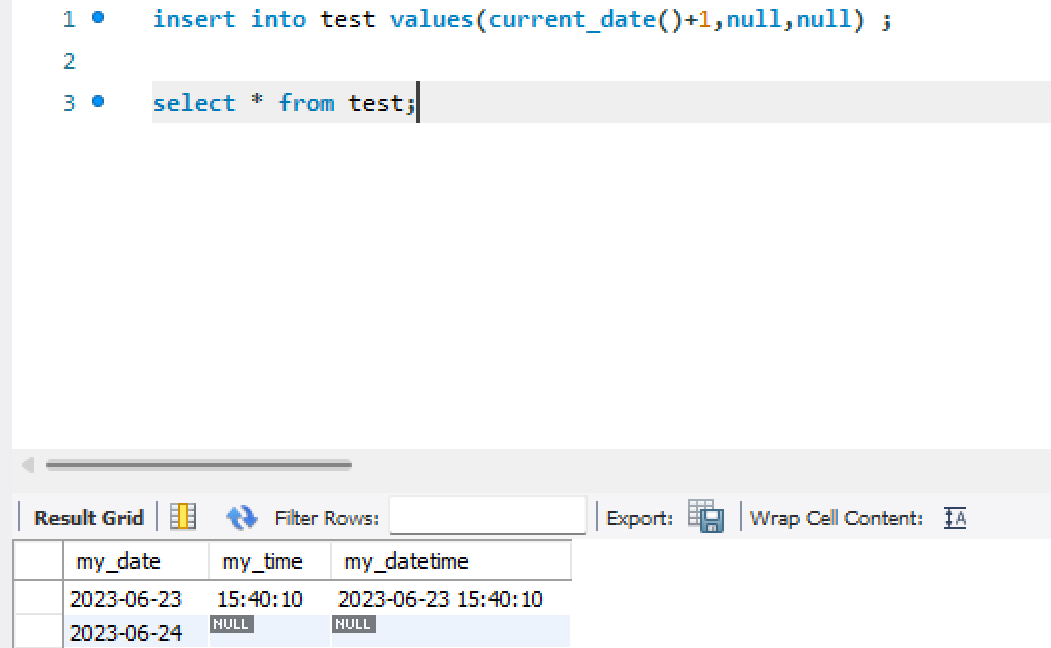 1 insert into test values(current_date()+1,null,null) ;
2
3 select * from test;
Result Grid Filter Rows: Export: Wrap Cell Content: IA
my_date my_time my_datetime
2023-06-23 15:40:10 2023-06-23 15:40:10
2023-06-24 NULL NULL